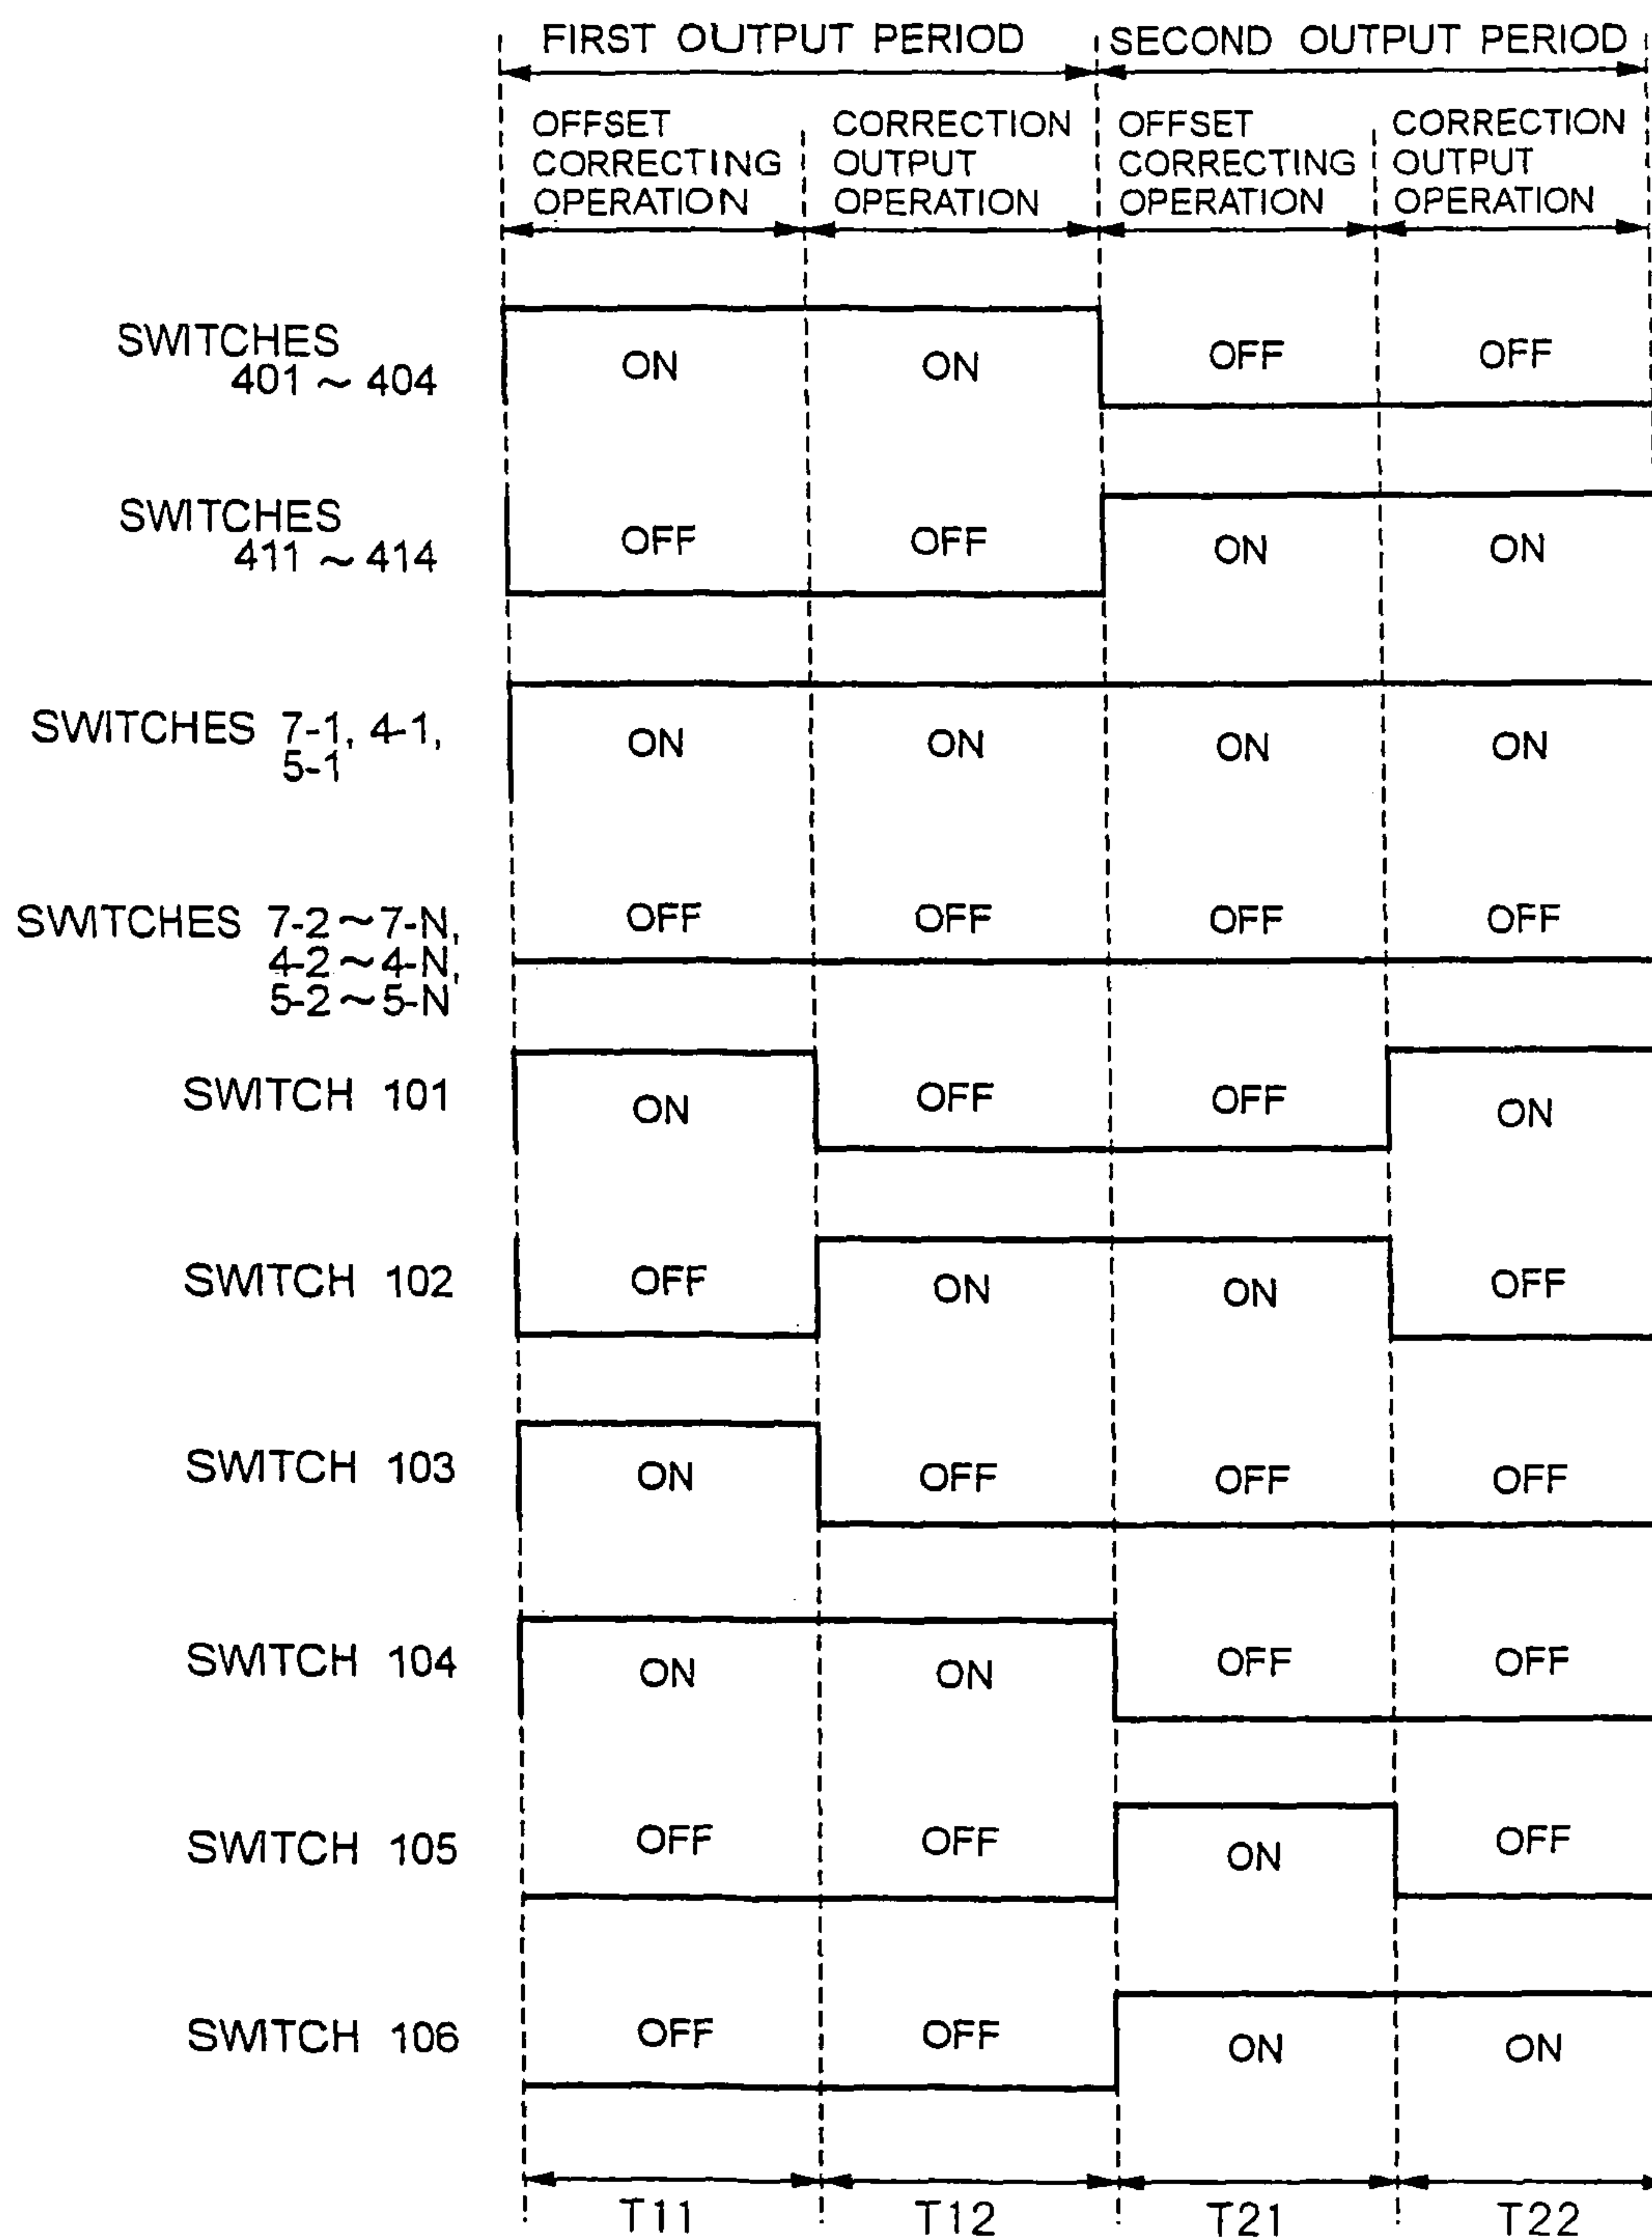 FIRST OUTPUT PERIOD SECOND OUTPUT PERIOD
OFFSET CORRECTING OPERATION
CORRECTION OUTPUT OPERATION
OFFSET CORRECTING OPERATION
CORRECTION OUTPUT OPERATION
SWITCHES
401 ~ 404
ON ON OFF OFF
SWITCHES
411 ~ 414
OFF OFF ON ON
SWITCHES 7-1, 4-1,
5-1
ON ON ON ON
SWITCHES 7-2 ~ 7-N,
4-2 ~ 4-N,
5-2 ~ 5-N
OFF OFF OFF OFF
SWITCH 101 ON OFF OFF ON
SWITCH 102 OFF ON ON OFF
SWITCH 103 ON OFF OFF OFF
SWITCH 104 ON ON OFF OFF
SWITCH 105 OFF OFF ON OFF
SWITCH 106 OFF OFF ON ON
T11 T12 T21 T22